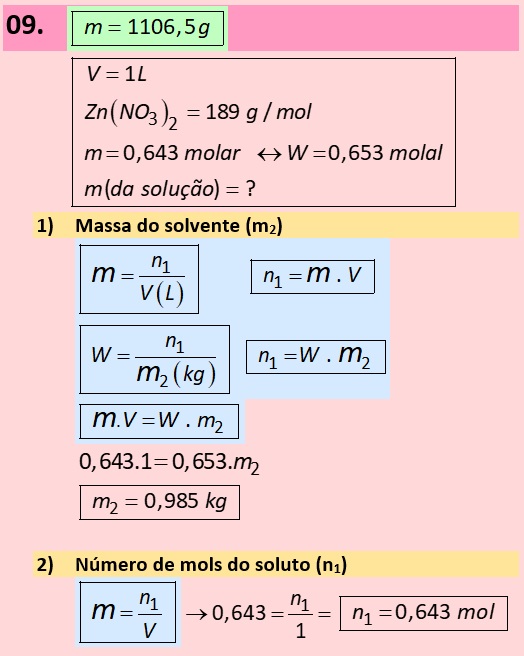 09. m = 1106,5g
V = 1L
Zn(NO₃)₂ = 189 g / mol
m = 0,643 molar ↔ W = 0,653 molal
m(da solução) = ?
1) Massa do solvente (m₂)
m = n₁ / V(L) n₁ = m . V
W = n₁ / m₂(kg) n₁ = W . m₂
m.V = W . m₂
0,643.1 = 0,653.m₂
m₂ = 0,985 kg
2) Número de mols do soluto (n₁)
m = n₁ / V → 0,643 = n₁ / 1 = n₁ = 0,643 mol